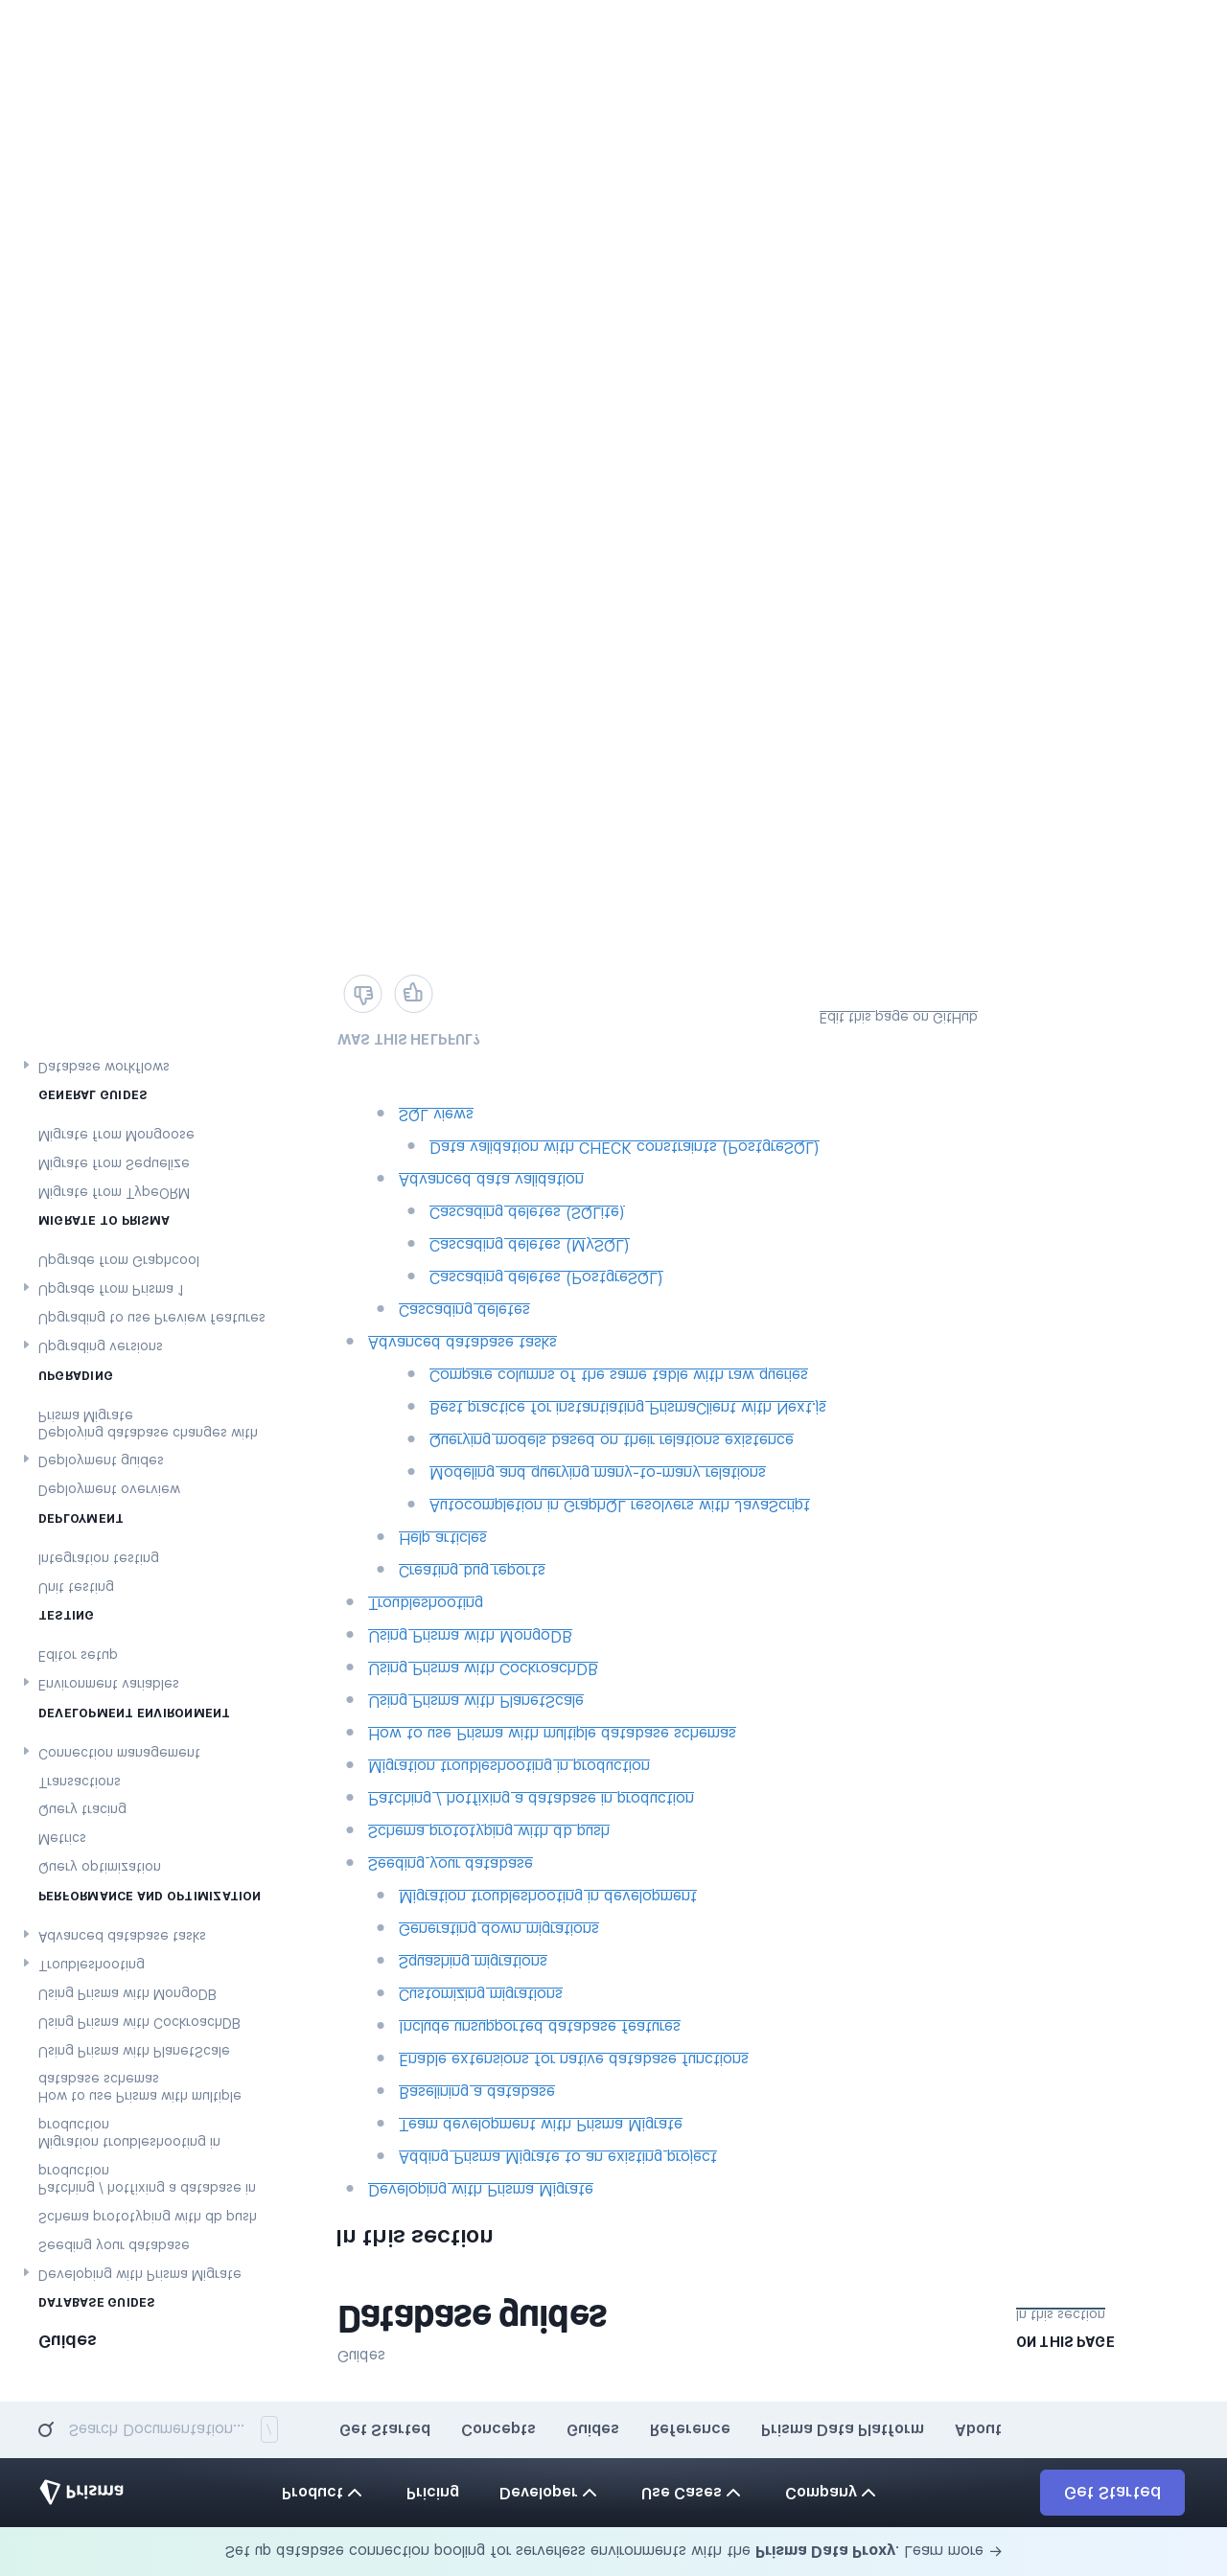 Set up database connection pooling for serverless environments with the Prisma Data Proxy. Learn more →
Prisma
Product
Pricing
Developer
Use Cases
Company
Get Started
Search Documentation... /
Get Started
Concepts
Guides
Reference
Prisma Data Platform
About
Guides
DATABASE GUIDES
Developing with Prisma Migrate
Seeding your database
Schema prototyping with db push
Patching / hotfixing a database in
production
Migration troubleshooting in
production
How to use Prisma with multiple
database schemas
Using Prisma with PlanetScale
Using Prisma with CockroachDB
Using Prisma with MongoDB
Troubleshooting
Advanced database tasks
PERFORMANCE AND OPTIMIZATION
Query optimization
Metrics
Query tracing
Transactions
Connection management
DEVELOPMENT ENVIRONMENT
Environment variables
Editor setup
TESTING
Unit testing
Integration testing
DEPLOYMENT
Deployment overview
Deployment guides
Deploying database changes with
Prisma Migrate
UPGRADING
Upgrading versions
Upgrading to use Preview features
Upgrade from Prisma 1
Upgrade from Graphcool
MIGRATE TO PRISMA
Migrate from TypeORM
Migrate from Sequelize
Migrate from Mongoose
GENERAL GUIDES
Database workflows
Guides
Database guides
In this section
Developing with Prisma Migrate
Adding Prisma Migrate to an existing project
Team development with Prisma Migrate
Baselining a database
Enable extensions for native database functions
Include unsupported database features
Customizing migrations
Squashing migrations
Generating down migrations
Migration troubleshooting in development
Seeding your database
Schema prototyping with db push
Patching / hotfixing a database in production
Migration troubleshooting in production
How to use Prisma with multiple database schemas
Using Prisma with PlanetScale
Using Prisma with CockroachDB
Using Prisma with MongoDB
Troubleshooting
Creating bug reports
Help articles
Autocompletion in GraphQL resolvers with JavaScript
Modeling and querying many-to-many relations
Querying models based on their relations existence
Best practice for instantiating PrismaClient with Next.js
Compare columns of the same table with raw queries
Advanced database tasks
Cascading deletes
Cascading deletes (PostgreSQL)
Cascading deletes (MySQL)
Cascading deletes (SQLite)
Advanced data validation
Data validation with CHECK constraints (PostgreSQL)
SQL views
WAS THIS HELPFUL?
Edit this page on GitHub
ON THIS PAGE
In this section